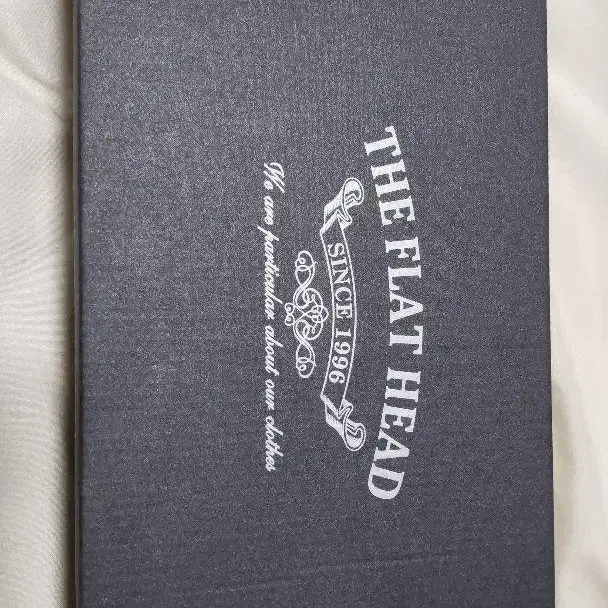 THE FLAT HEAD
SINCE 1996
We are particular about our clothes